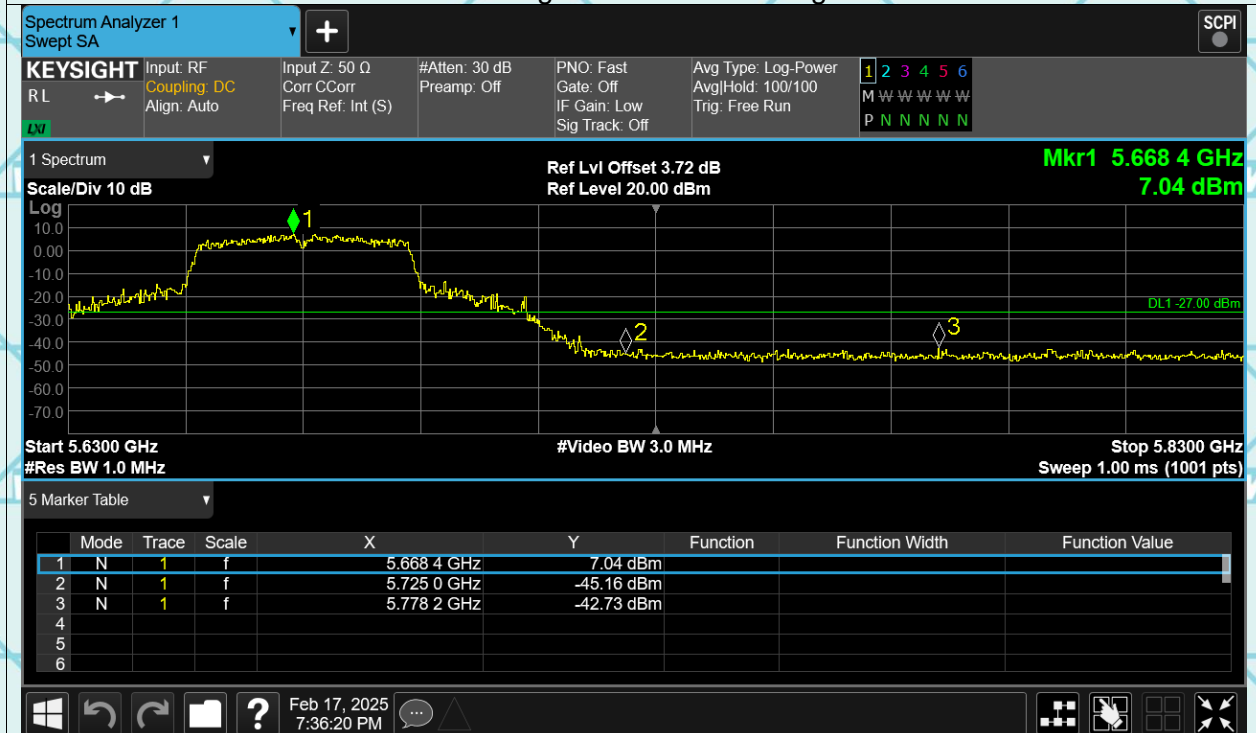 Spectrum Analyzer 1
Swept SA
+
SCPI
KEYSIGHT
RL
LXI
Input: RF
Coupling: DC
Align: Auto
Input Z: 50 Ω
Corr CCorr
Freq Ref: Int (S)
#Atten: 30 dB
Preamp: Off
PNO: Fast
Gate: Off
IF Gain: Low
Sig Track: Off
Avg Type: Log-Power
Avg|Hold: 100/100
Trig: Free Run
1 2 3 4 5 6
M W W W W W
P N N N N N
1 Spectrum
Scale/Div 10 dB
Ref Lvl Offset 3.72 dB
Ref Level 20.00 dBm
Mkr1 5.668 4 GHz
7.04 dBm
Log
10.0
0.00
-10.0
-20.0
-30.0
-40.0
-50.0
-60.0
-70.0
1
2
3
DL1 -27.00 dBm
Start 5.6300 GHz
#Video BW 3.0 MHz
Stop 5.8300 GHz
#Res BW 1.0 MHz
Sweep 1.00 ms (1001 pts)
5 Marker Table
Mode Trace Scale X Y Function Function Width Function Value
1 N 1 f 5.668 4 GHz 7.04 dBm
2 N 1 f 5.725 0 GHz -45.16 dBm
3 N 1 f 5.778 2 GHz -42.73 dBm
4
5
6
?
Feb 17, 2025
7:36:20 PM